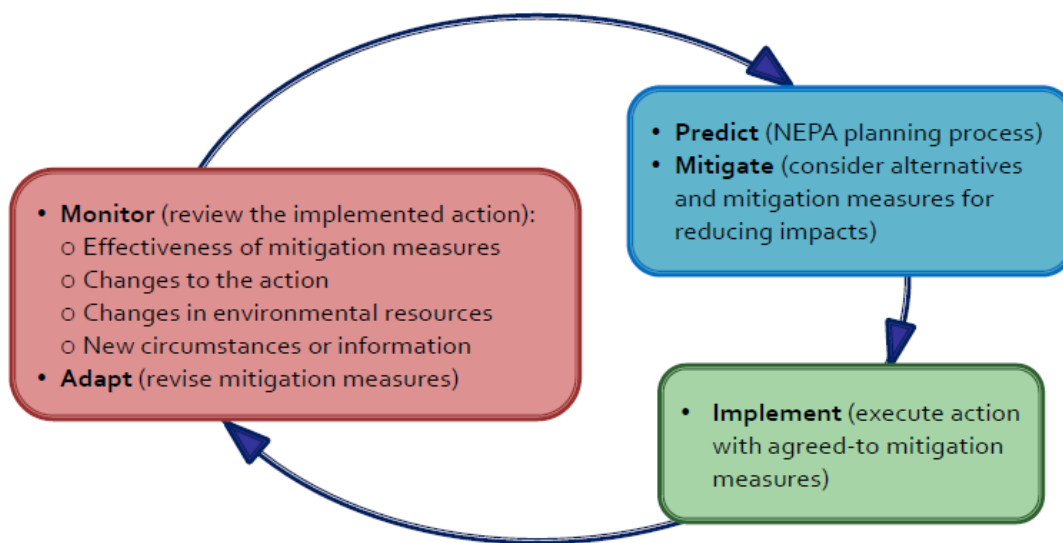 • Predict (NEPA planning process)
• Mitigate (consider alternatives
and mitigation measures for
reducing impacts)
• Monitor (review the implemented action):
o Effectiveness of mitigation measures
o Changes to the action
o Changes in environmental resources
o New circumstances or information
• Adapt (revise mitigation measures)
• Implement (execute action
with agreed-to mitigation
measures)